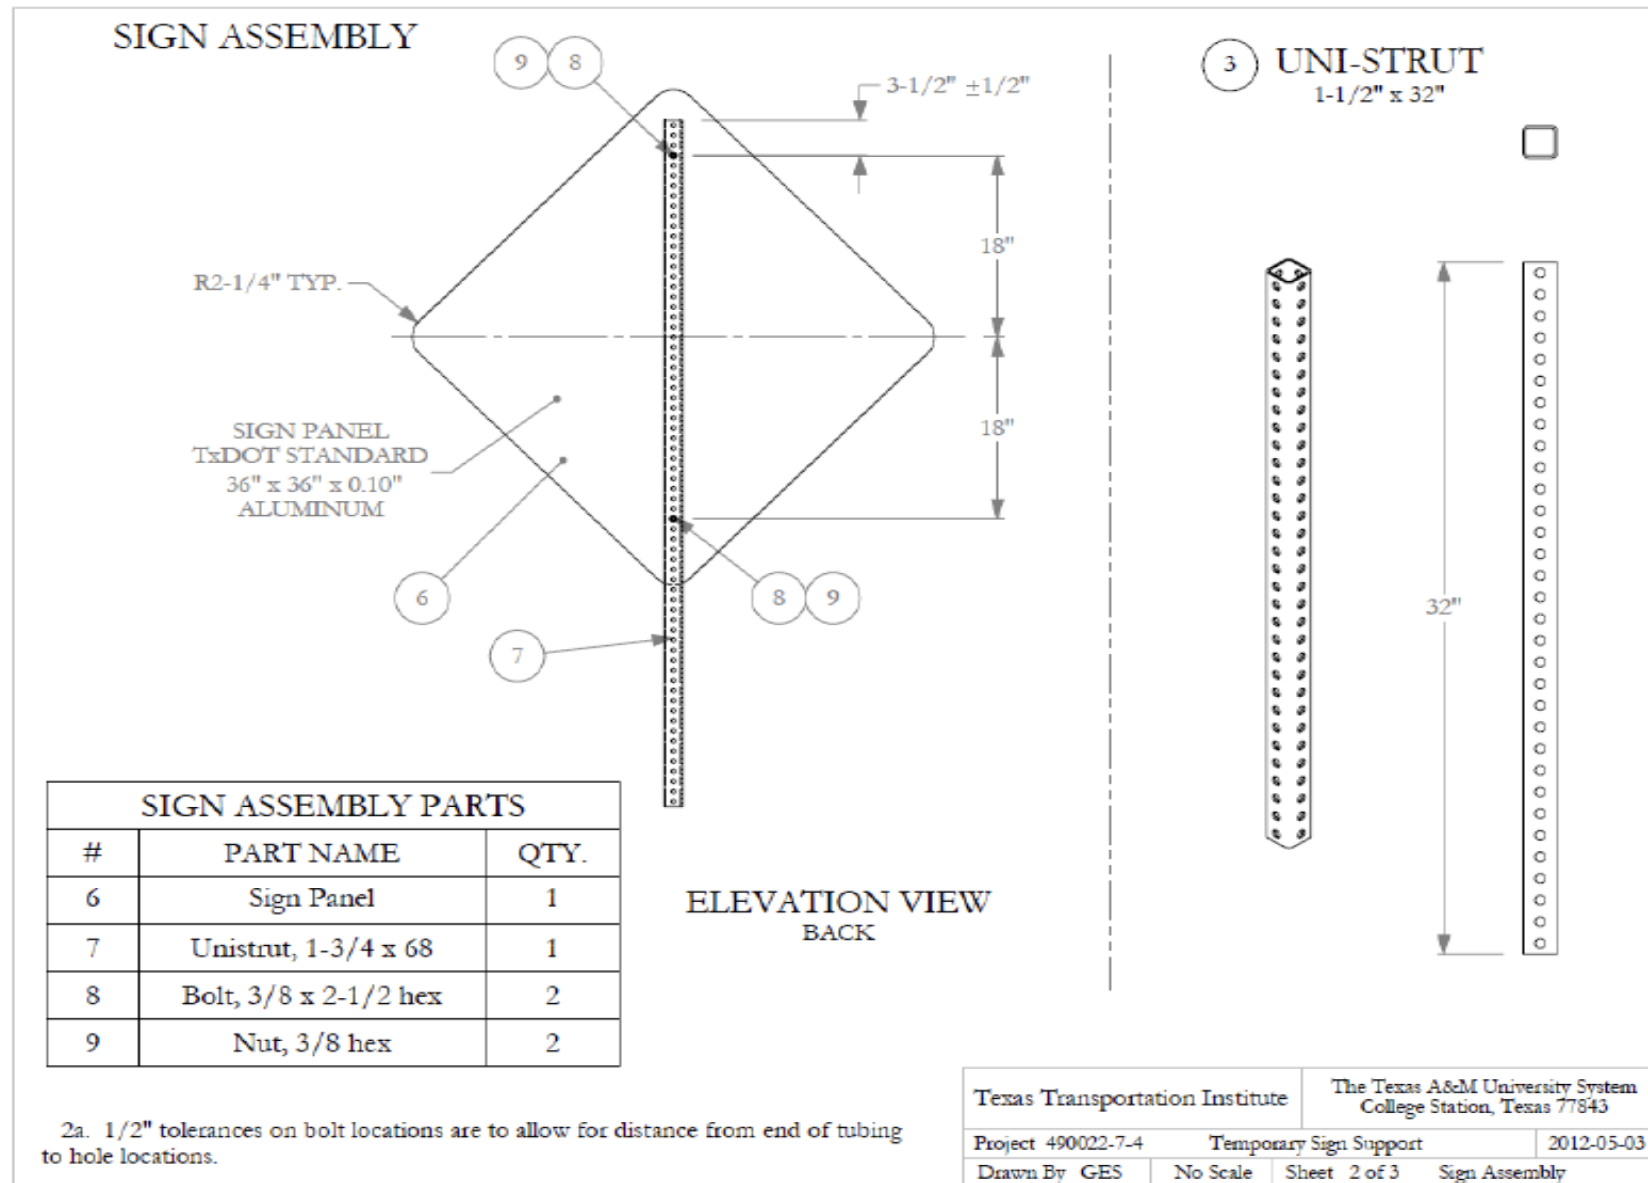 SIGN ASSEMBLY
9 8
3-1/2" ±1/2"
18"
R2-1/4" TYP.
18"
SIGN PANEL
TxDOT STANDARD
36" x 36" x 0.10"
ALUMINUM
6
8 9
7
3 UNI-STRUT
1-1/2" x 32"
32"
SIGN ASSEMBLY PARTS
# PART NAME QTY.
6 Sign Panel 1
7 Unistrut, 1-3/4 x 68 1
8 Bolt, 3/8 x 2-1/2 hex 2
9 Nut, 3/8 hex 2
ELEVATION VIEW
BACK
2a. 1/2" tolerances on bolt locations are to allow for distance from end of tubing
to hole locations.
Texas Transportation Institute
The Texas A&M University System
College Station, Texas 77843
Project 490022-7-4 Temporary Sign Support 2012-05-03
Drawn By GES No Scale Sheet 2 of 3 Sign Assembly